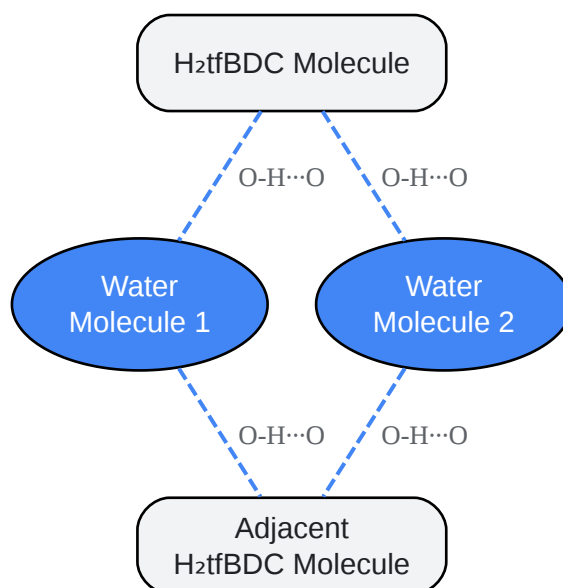 H₂tfBDC Molecule
O-H···O
O-H···O
Water
Molecule 1
Water
Molecule 2
O-H···O
O-H···O
Adjacent
H₂tfBDC Molecule